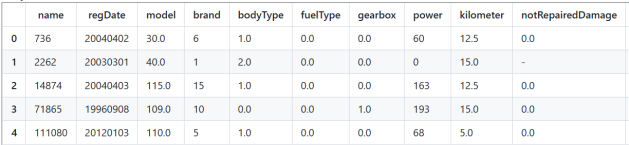 name regDate model brand bodyType fuelType gearbox power kilometer notRepairedDamage
0 736 20040402 30.0 6 1.0 0.0 0.0 60 12.5 0.0
1 2262 20030301 40.0 1 2.0 0.0 0.0 0 15.0 -
2 14874 20040403 115.0 15 1.0 0.0 0.0 163 12.5 0.0
3 71865 19960908 109.0 10 0.0 0.0 1.0 193 15.0 0.0
4 111080 20120103 110.0 5 1.0 0.0 0.0 68 5.0 0.0